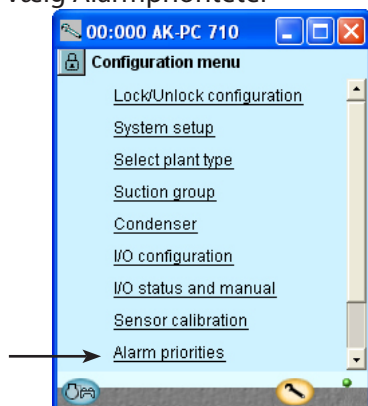 Vælg Alarmprioriteter
00:000 AK-PC 710
Configuration menu
Lock/Unlock configuration
System setup
Select plant type
Suction group
Condenser
I/O configuration
I/O status and manual
Sensor calibration
Alarm priorities